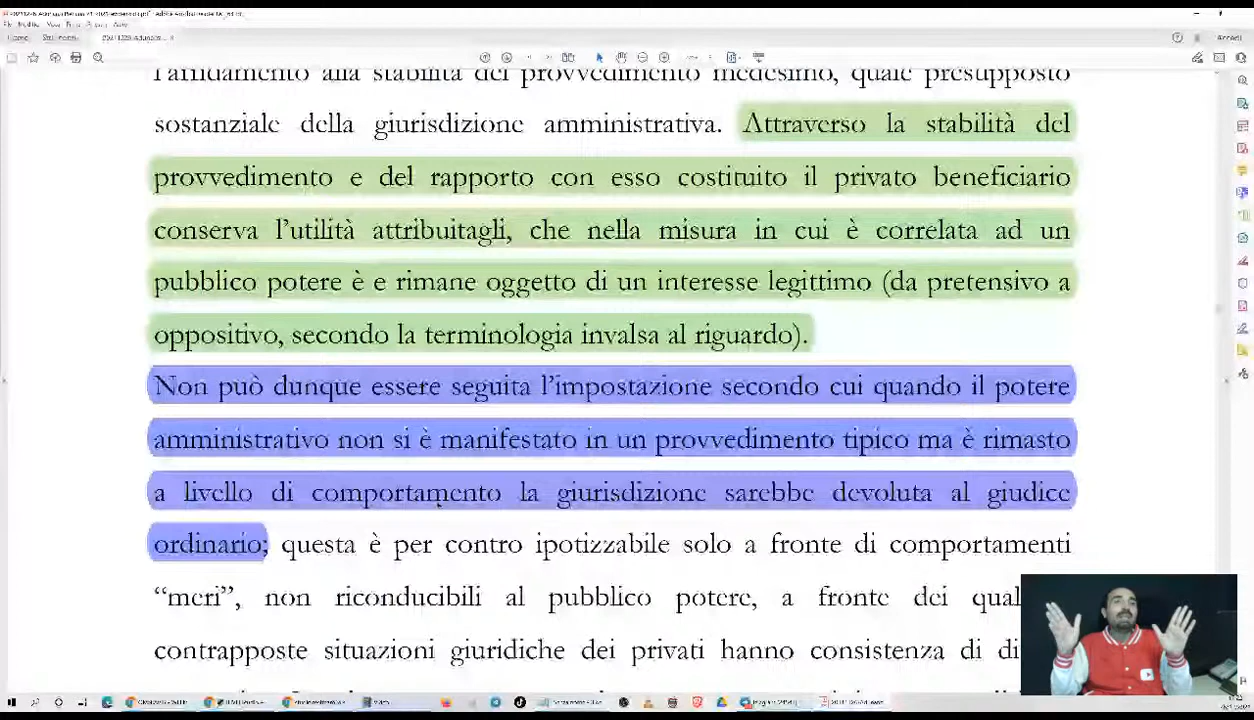 l'affidamento alla stabilità del provvedimento medesimo, quale presupposto
sostanziale della giurisdizione amministrativa. Attraverso la stabilità del
provvedimento e del rapporto con esso costituito il privato beneficiario
conserva l'utilità attribuitagli, che nella misura in cui è correlata ad un
pubblico potere è e rimane oggetto di un interesse legittimo (da pretensivo a
oppositivo, secondo la terminologia invalsa al riguardo).
Non può dunque essere seguita l'impostazione secondo cui quando il potere
amministrativo non si è manifestato in un provvedimento tipico ma è rimasto
a livello di comportamento la giurisdizione sarebbe devoluta al giudice
ordinario; questa è per contro ipotizzabile solo a fronte di comportamenti
“meri”, non riconducibili al pubblico potere, a fronte dei
contrapposte situazioni giuridiche dei privati hanno consistenza di